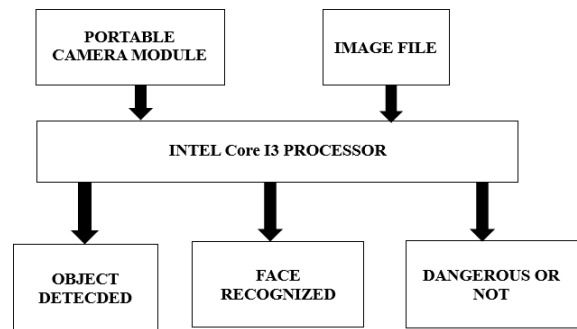 PORTABLE
CAMERA MODULE
IMAGE FILE
INTEL Core I3 PROCESSOR
OBJECT
DETECDED
FACE
RECOGNIZED
DANGEROUS OR
NOT